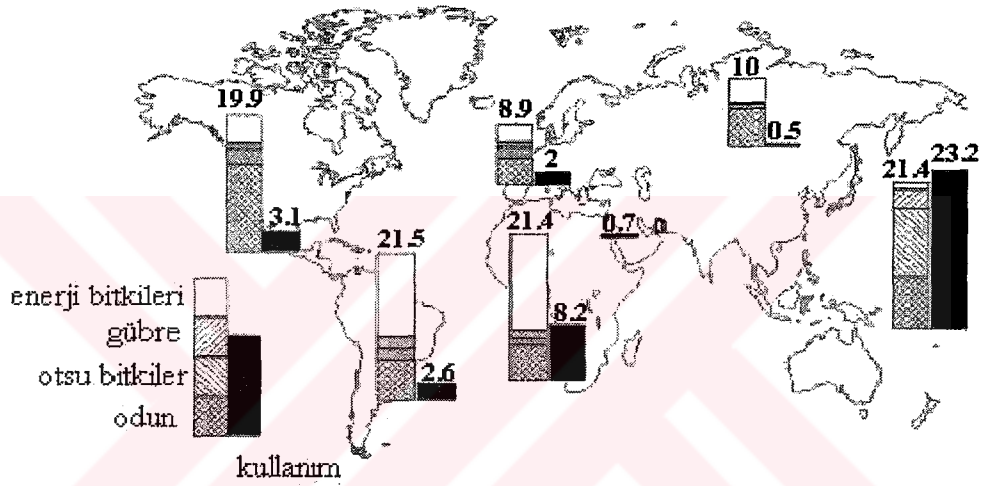 10
19.9
8.9
0.5
2
21.4 23.2
3.1
21.5
21.4
0.7
enerji bitkileri
gübre
8.2
otsu bitkiler
2.6
odun
kullanım